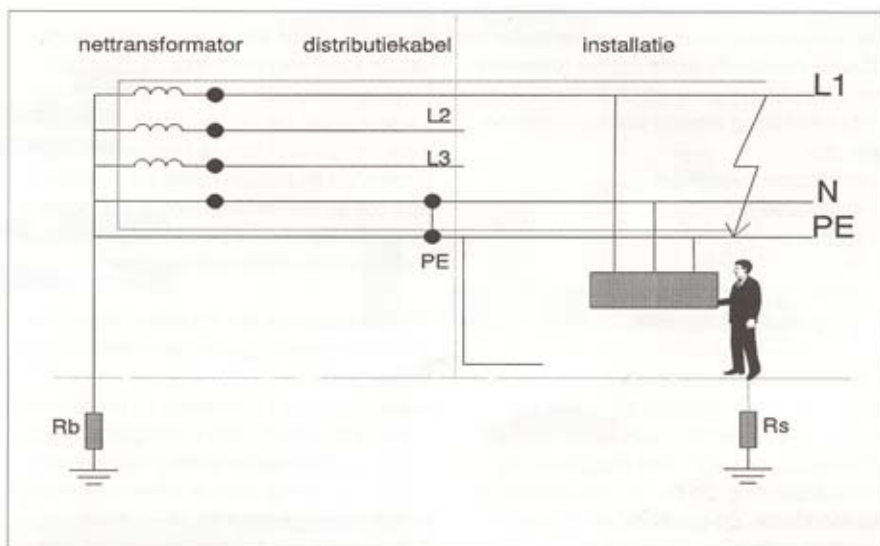 nettransformator distributiekabel installatie
L1
L2
L3
N
PE
PE
Rb
Rs